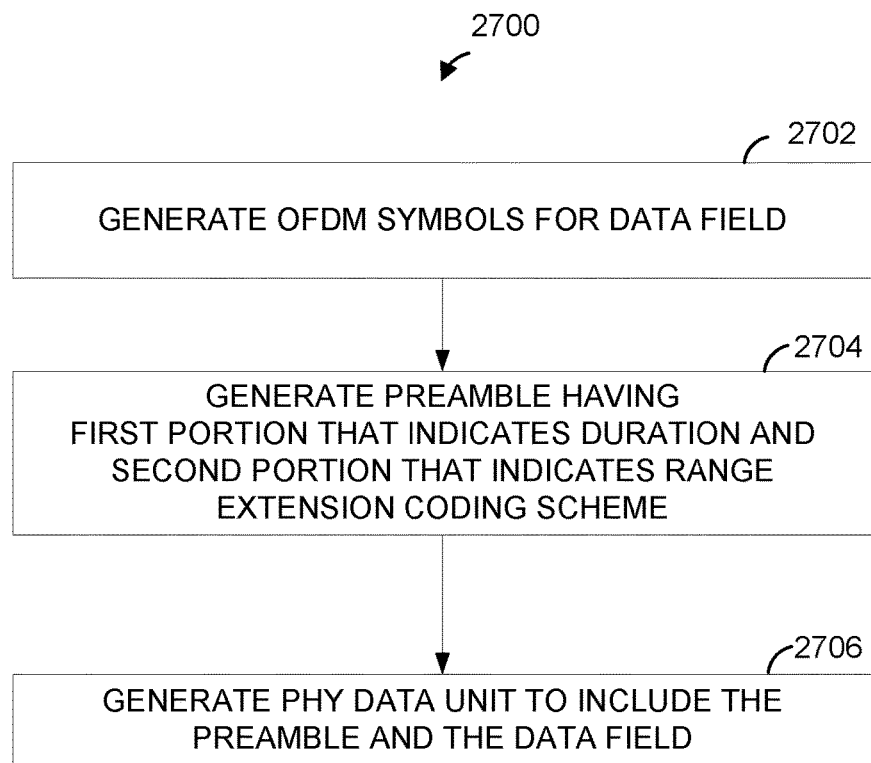 2700
2702
GENERATE OFDM SYMBOLS FOR DATA FIELD
2704
GENERATE PREAMBLE HAVING
FIRST PORTION THAT INDICATES DURATION AND
SECOND PORTION THAT INDICATES RANGE
EXTENSION CODING SCHEME
2706
GENERATE PHY DATA UNIT TO INCLUDE THE
PREAMBLE AND THE DATA FIELD